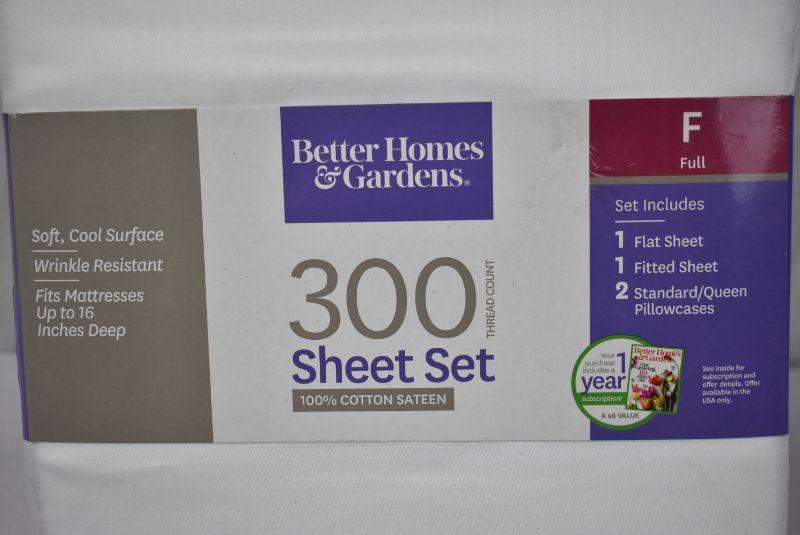 Soft, Cool Surface
Wrinkle Resistant
Fits Mattresses
Up to 16
Inches Deep
Better Homes
& Gardens®
300
THREAD COUNT
Sheet Set
100% COTTON SATEEN
F
Full
Set Includes
1 Flat Sheet
1 Fitted Sheet
2 Standard/Queen
Pillowcases
Your
purchase
includes a
1
year
subscription!
A $6 VALUE
Better Homes
& Gardens
See inside for
subscription and
offer details. Offer
available in the
USA only.